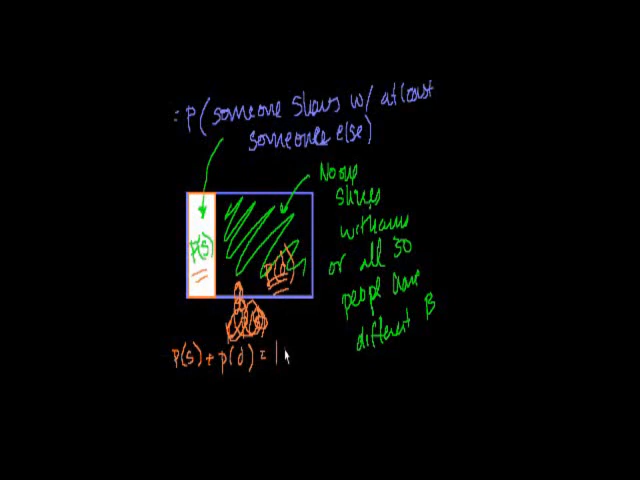 = P(someone shares w/ at least
someone else)
No one
shares
with anyone
or all 30
people have
different B
P(s)
P(d)
P(s) + P(d) = 1